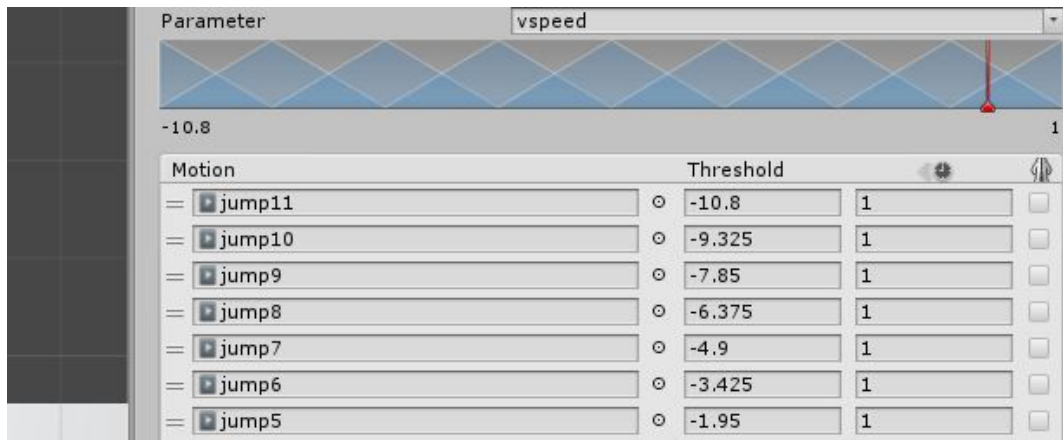 Parameter vspeed
-10.8 1
Motion Threshold
jump11 -10.8 1
jump10 -9.325 1
jump9 -7.85 1
jump8 -6.375 1
jump7 -4.9 1
jump6 -3.425 1
jump5 -1.95 1